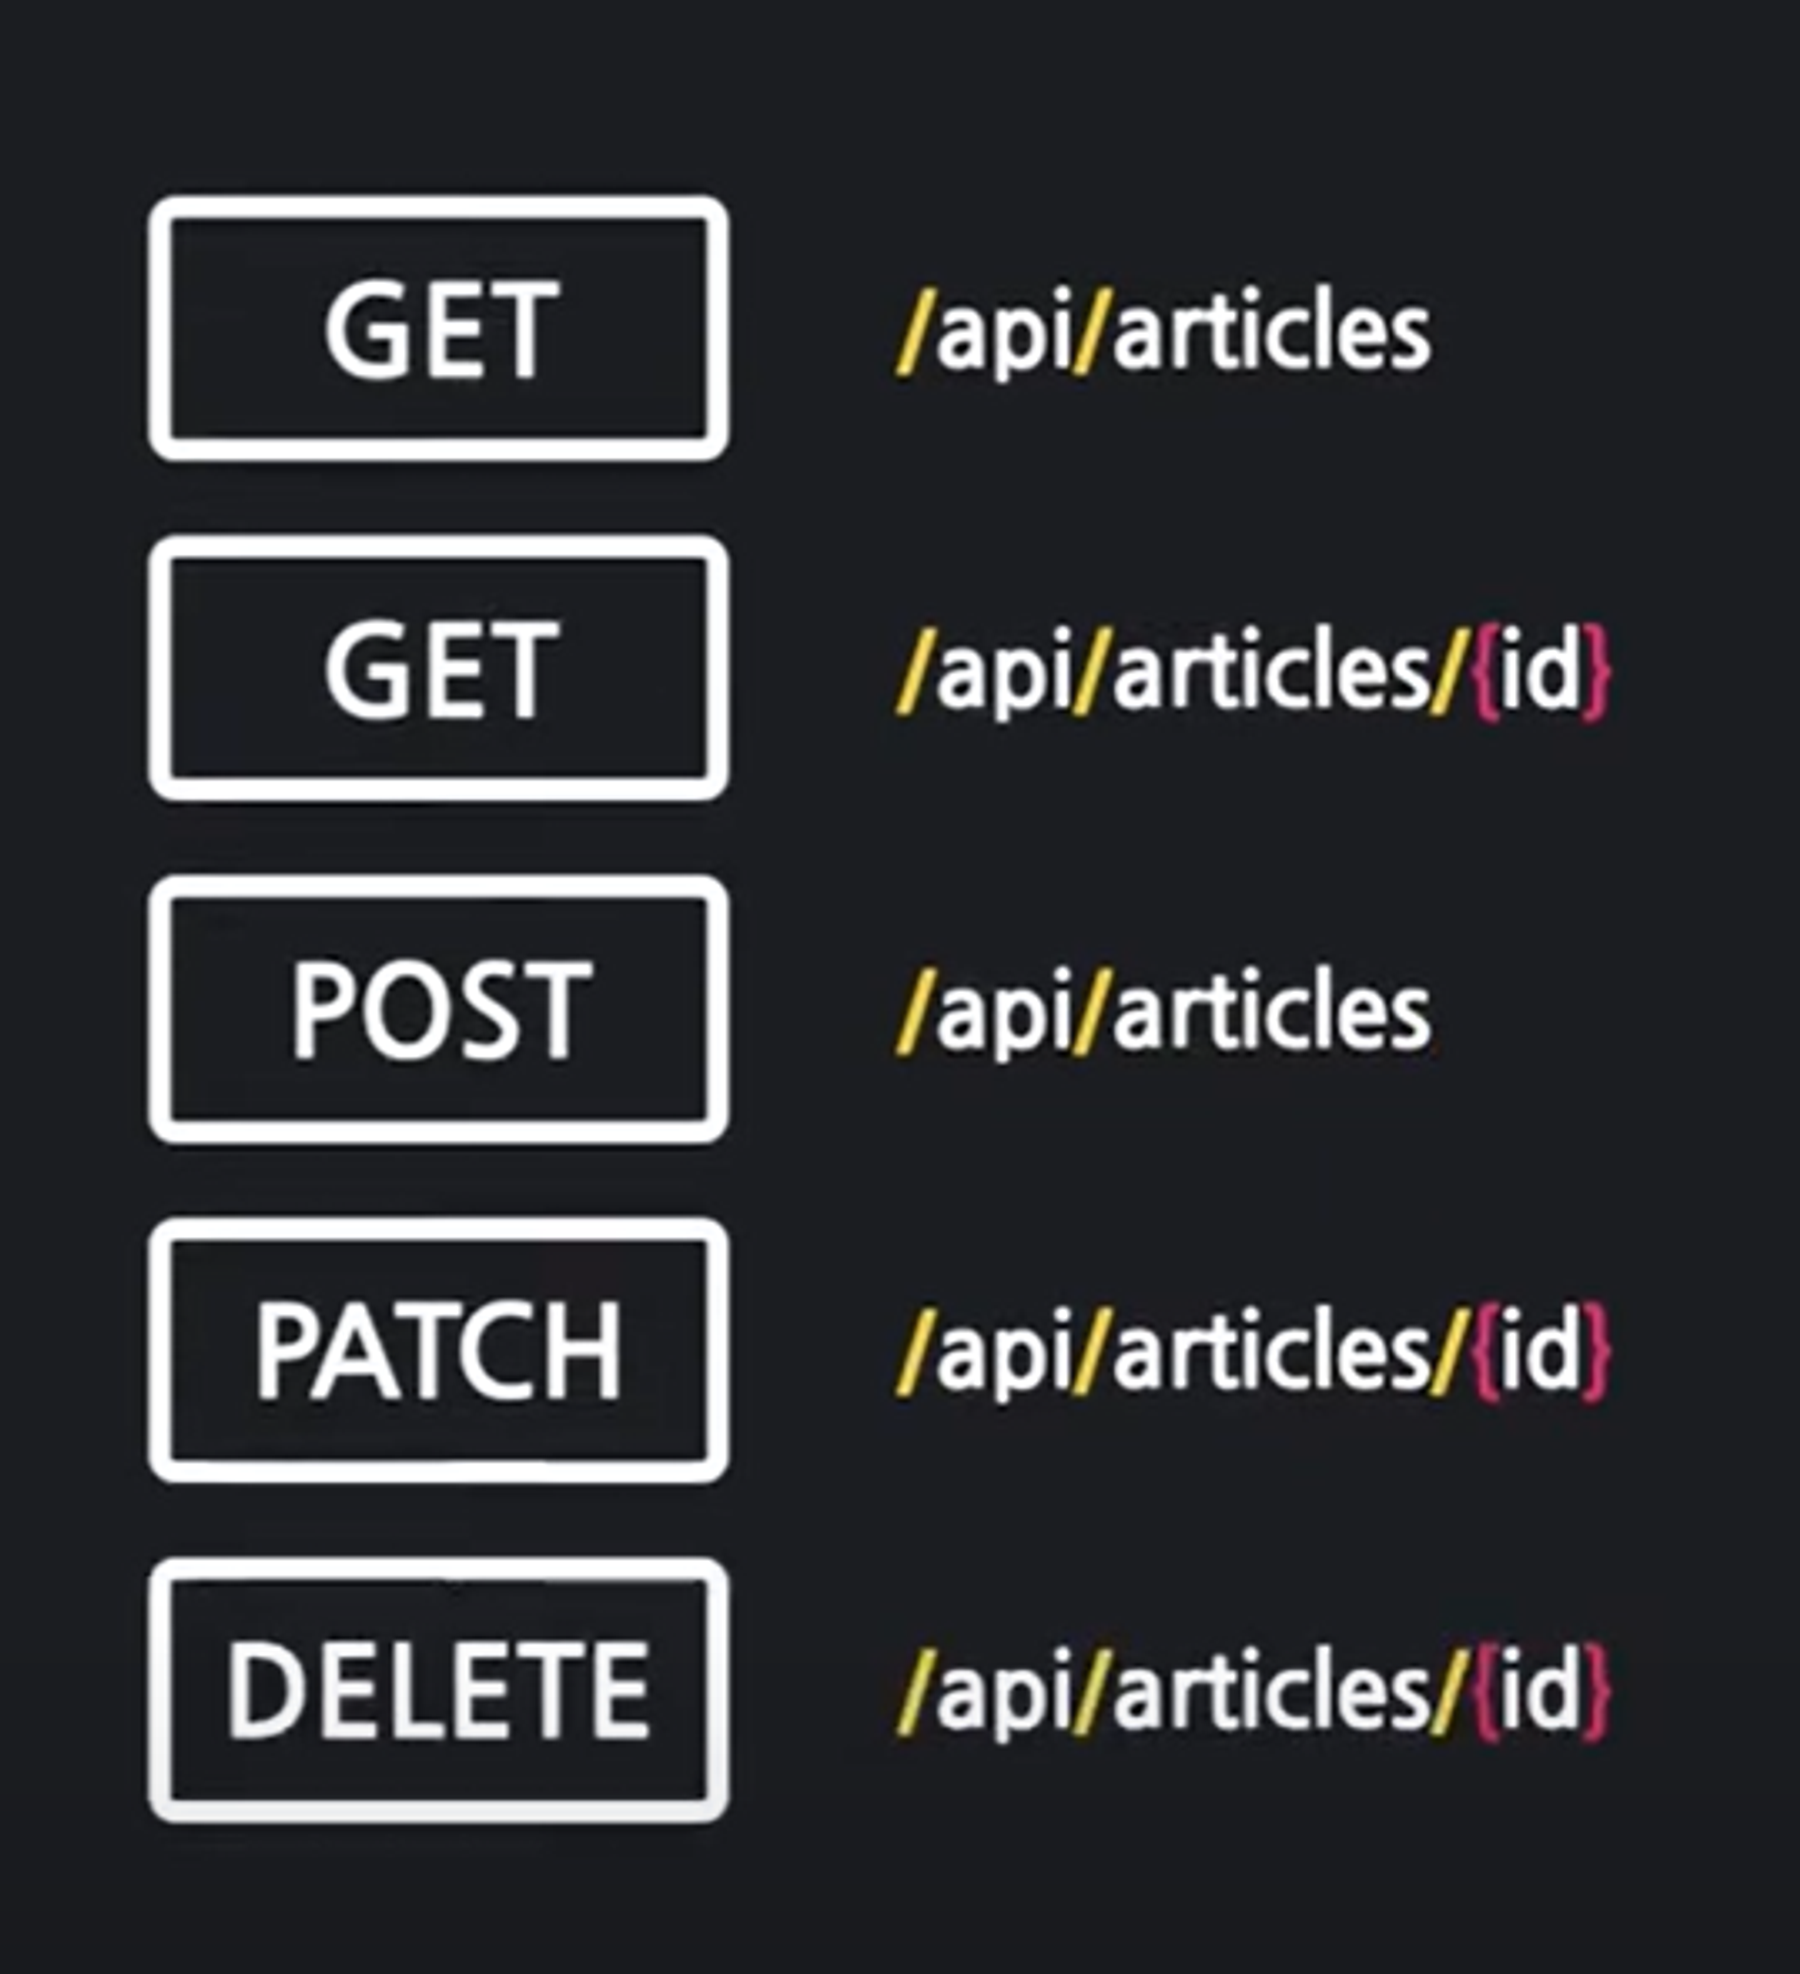 GET /api/articles
GET /api/articles/{id}
POST /api/articles
PATCH /api/articles/{id}
DELETE /api/articles/{id}